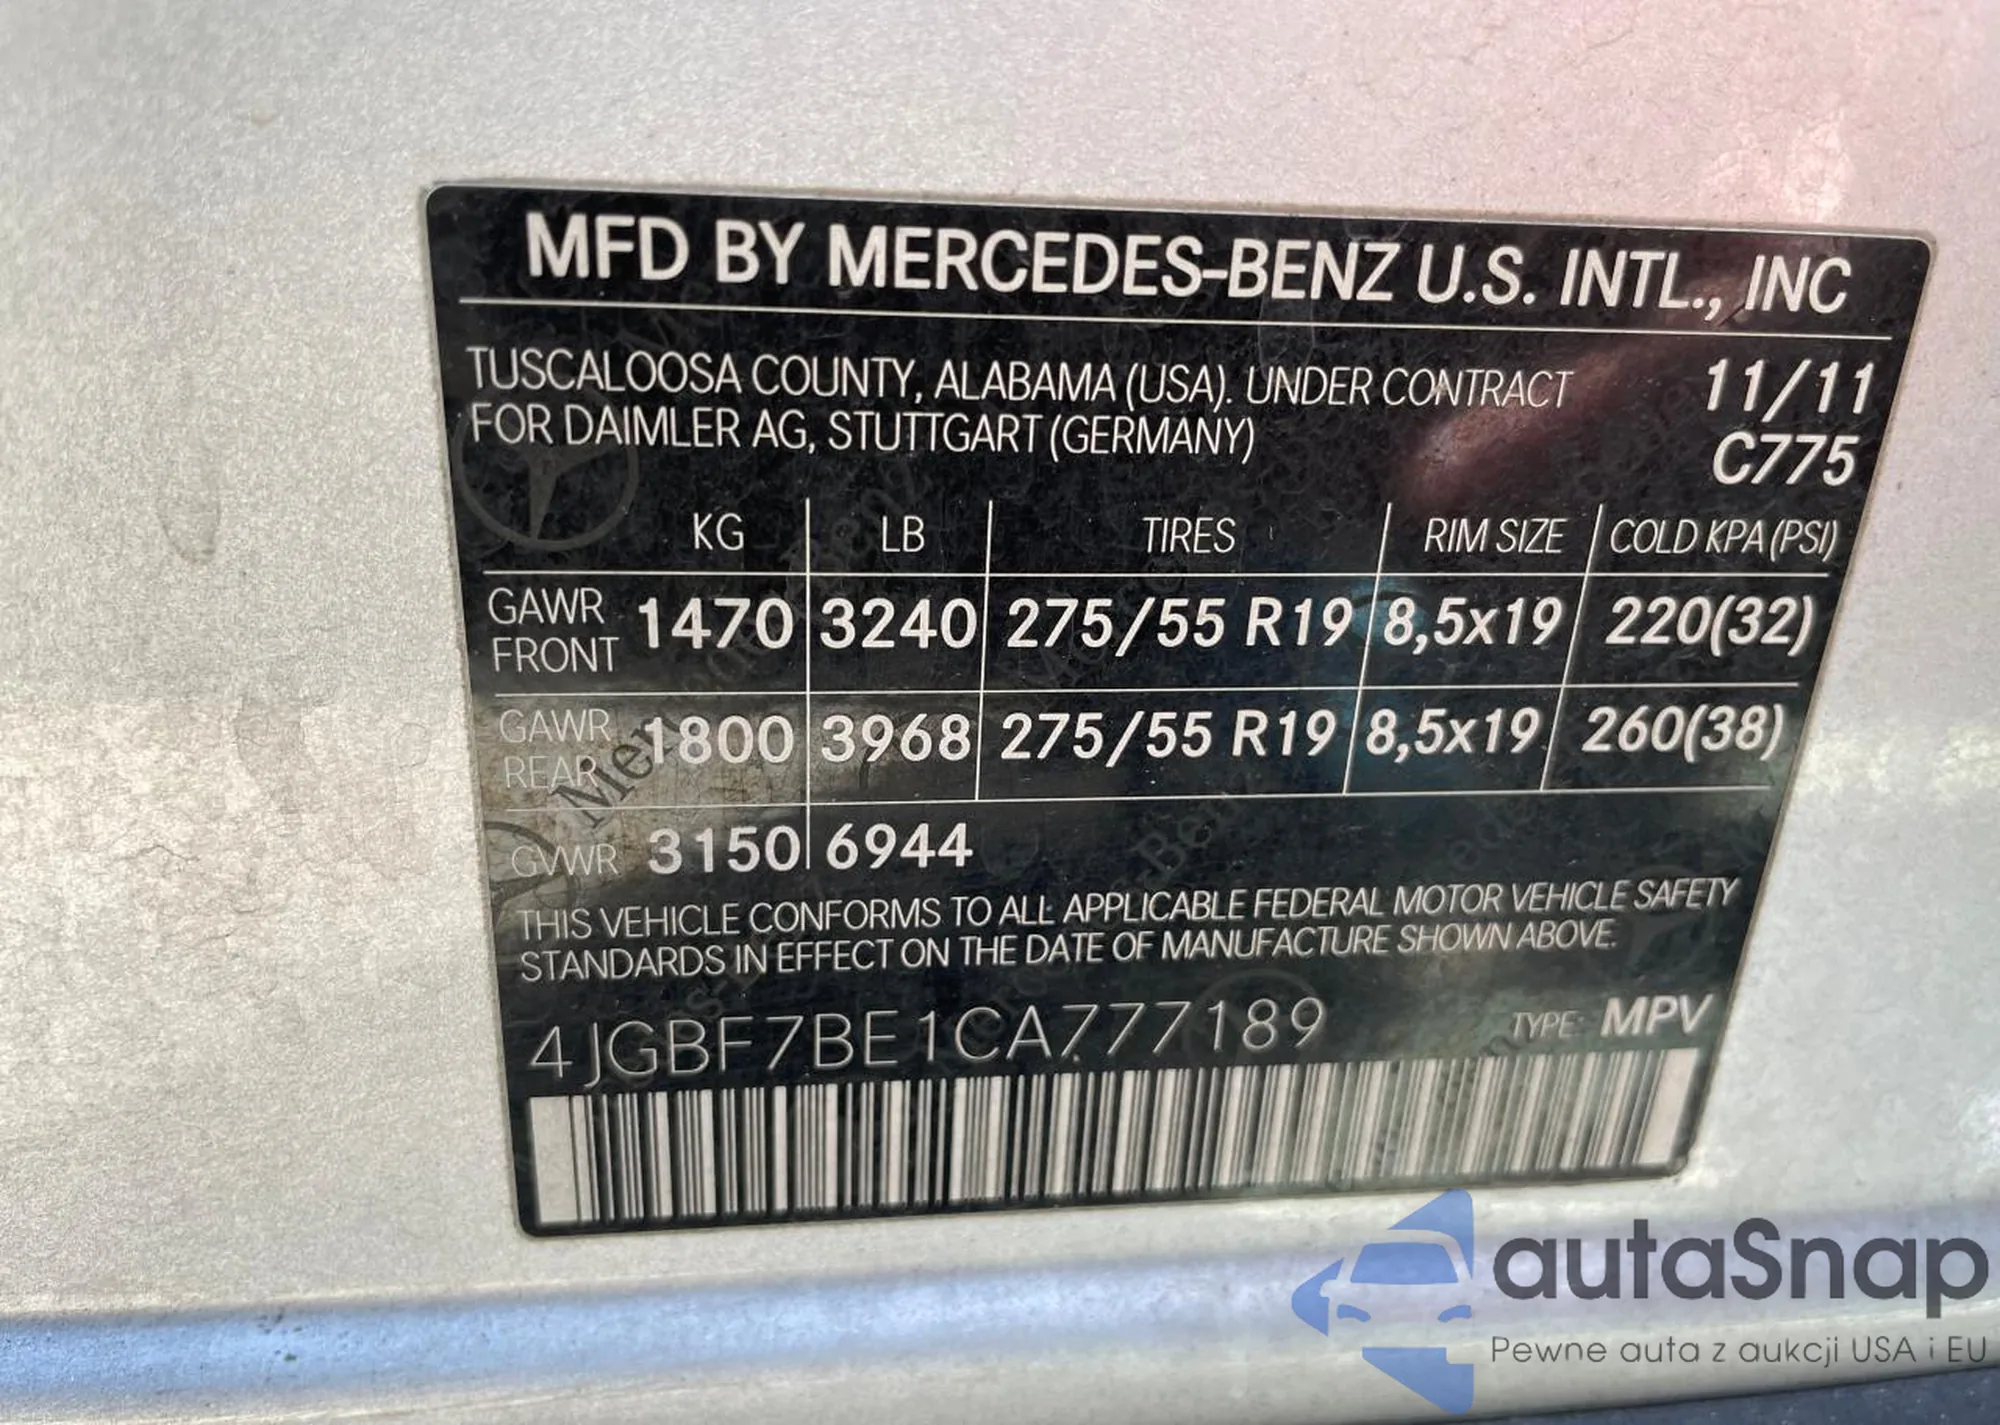 MFD BY MERCEDES-BENZ U.S. INTL., INC
TUSCALOOSA COUNTY, ALABAMA (USA). UNDER CONTRACT 11/11
FOR DAIMLER AG, STUTTGART (GERMANY) C775
KG LB TIRES RIM SIZE COLD KPA (PSI)
GAWR FRONT 1470 3240 275/55 R19 8,5x19 220(32)
GAWR REAR 1800 3968 275/55 R19 8,5x19 260(38)
GVWR 3150 6944
THIS VEHICLE CONFORMS TO ALL APPLICABLE FEDERAL MOTOR VEHICLE SAFETY
STANDARDS IN EFFECT ON THE DATE OF MANUFACTURE SHOWN ABOVE.
4JGBF7BE1CA777189 TYPE: MPV
autaSnap
Pewne auta z aukcji USA i EU